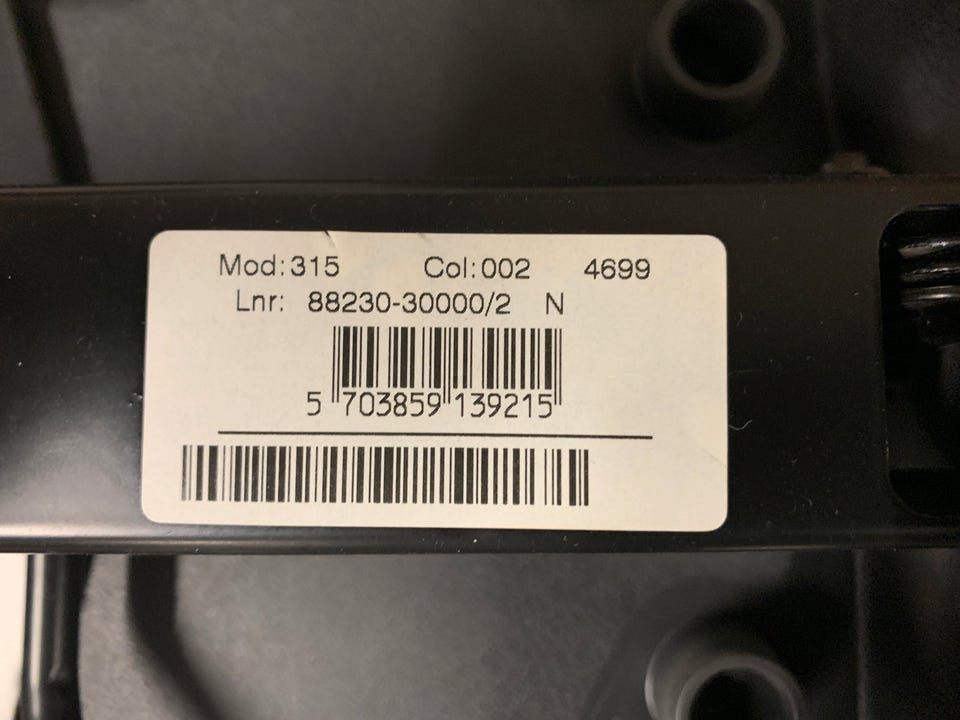 Mod:315 Col:002 4699
Lnr: 88230-30000/2 N
5 703859 139215